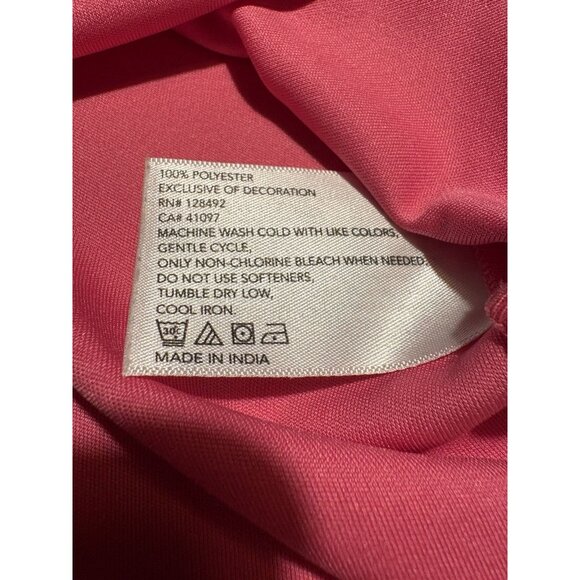 100% POLYESTER
EXCLUSIVE OF DECORATION
RN# 128492
CA# 41097
MACHINE WASH COLD WITH LIKE COLORS,
GENTLE CYCLE,
ONLY NON-CHLORINE BLEACH WHEN NEEDED
DO NOT USE SOFTENERS,
TUMBLE DRY LOW,
COOL IRON.
30C
MADE IN INDIA